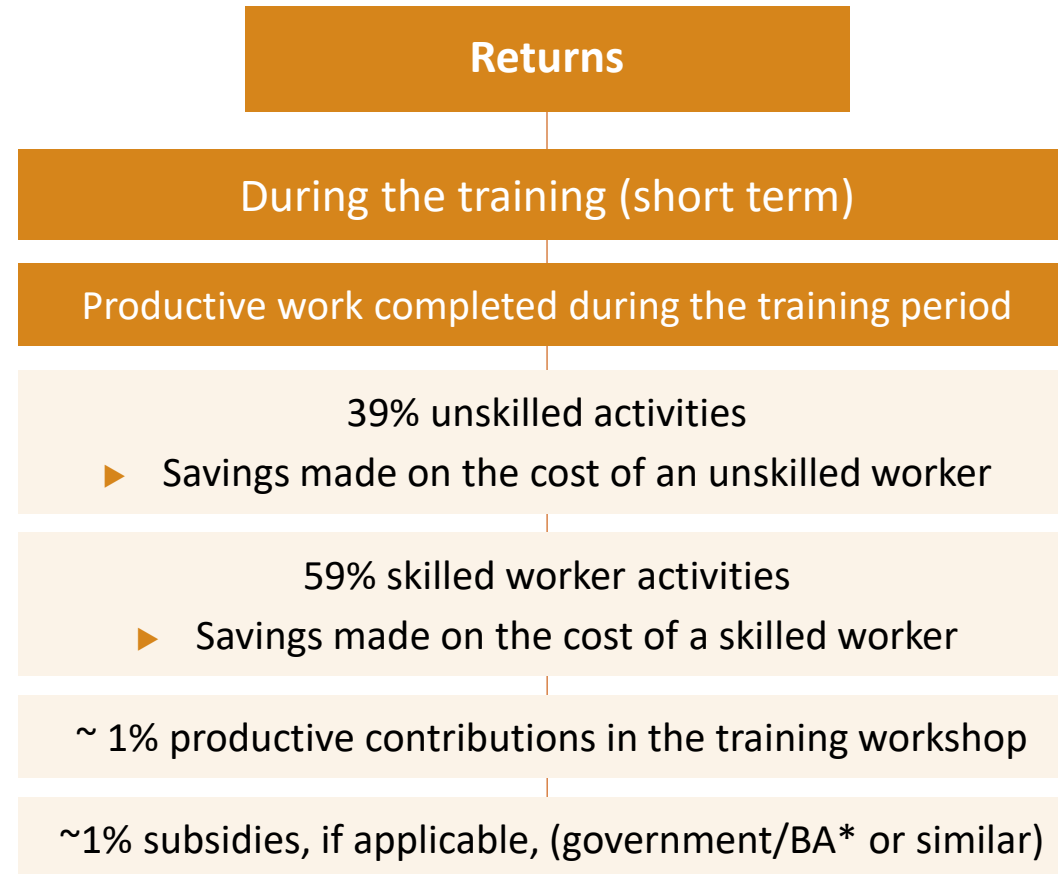 Returns
During the training (short term)
Productive work completed during the training period
39% unskilled activities
▶ Savings made on the cost of an unskilled worker
59% skilled worker activities
▶ Savings made on the cost of a skilled worker
~ 1% productive contributions in the training workshop
~1% subsidies, if applicable, (government/BA* or similar)